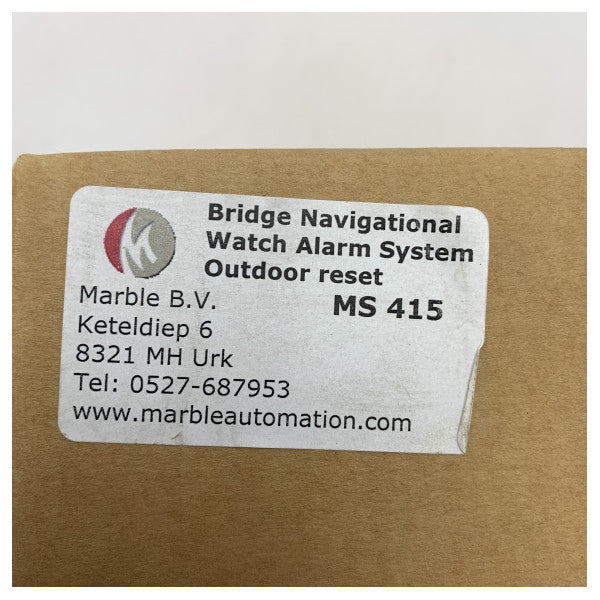 Bridge Navigational
Watch Alarm System
Outdoor reset
MS 415
Marble B.V.
Keteldiep 6
8321 MH Urk
Tel: 0527-687953
www.marbleautomation.com